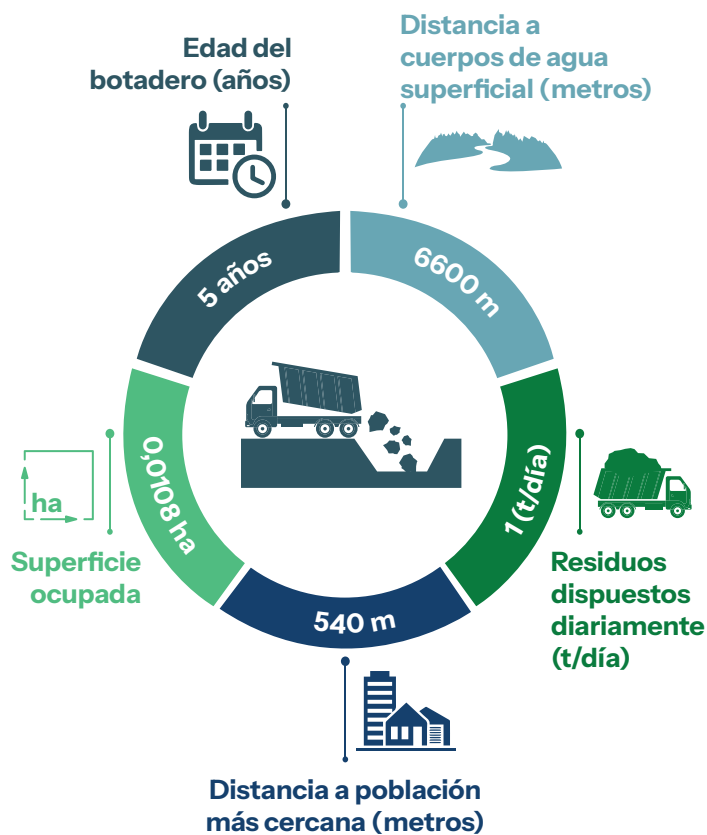 Edad del
botadero (años)
Distancia a
cuerpos de agua
superficial (metros)
5 años
6600 m
0,0108 ha
1 (t/día)
540 m
ha
Superficie
ocupada
Residuos
dispuestos
diariamente
(t/día)
Distancia a población
más cercana (metros)